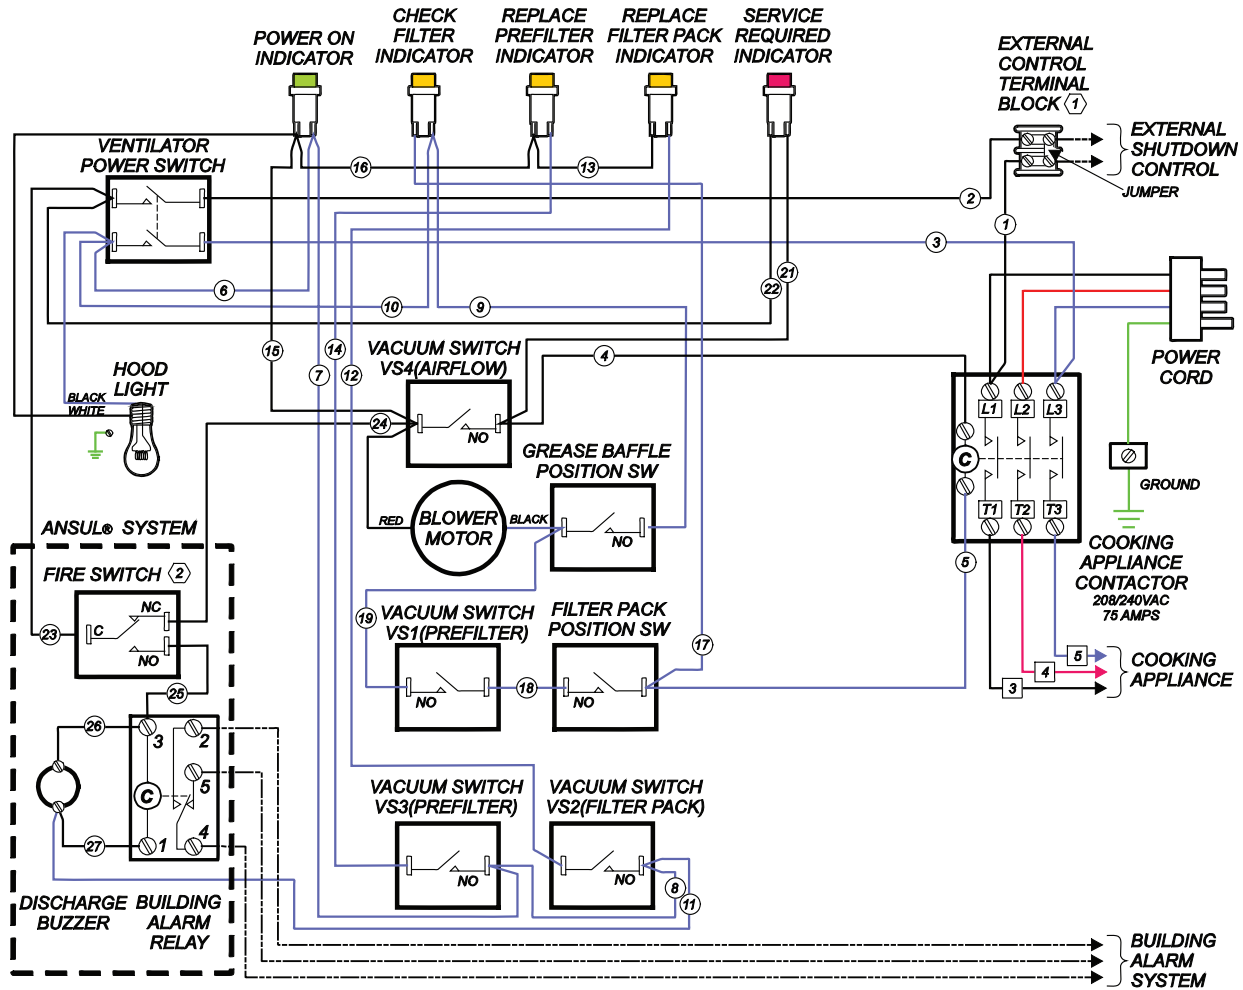 POWER ON
INDICATOR
CHECK
FILTER
INDICATOR
REPLACE
PREFILTER
INDICATOR
REPLACE
FILTER PACK
INDICATOR
SERVICE
REQUIRED
INDICATOR
EXTERNAL
CONTROL
TERMINAL
BLOCK 1
EXTERNAL
SHUTDOWN
CONTROL
JUMPER
VENTILATOR
POWER SWITCH
16
13
2
1
3
6
10
9
21
22
15
14
7
12
4
VACUUM SWITCH
VS4(AIRFLOW)
NO
24
HOOD
LIGHT
BLACK
WHITE
POWER
CORD
L1
L2
L3
C
T1
T2
T3
GROUND
COOKING
APPLIANCE
CONTACTOR
208/240VAC
75 AMPS
5
GREASE BAFFLE
POSITION SW
NO
RED
BLOWER
MOTOR
BLACK
ANSUL® SYSTEM
FIRE SWITCH 2
NC
C
NO
23
25
19
VACUUM SWITCH
VS1(PREFILTER)
NO
18
FILTER PACK
POSITION SW
NO
17
5
4
3
COOKING
APPLIANCE
26
27
3
2
5
C
1
4
DISCHARGE
BUZZER
BUILDING
ALARM
RELAY
VACUUM SWITCH
VS3(PREFILTER)
NO
VACUUM SWITCH
VS2(FILTER PACK)
NO
8
11
BUILDING
ALARM
SYSTEM